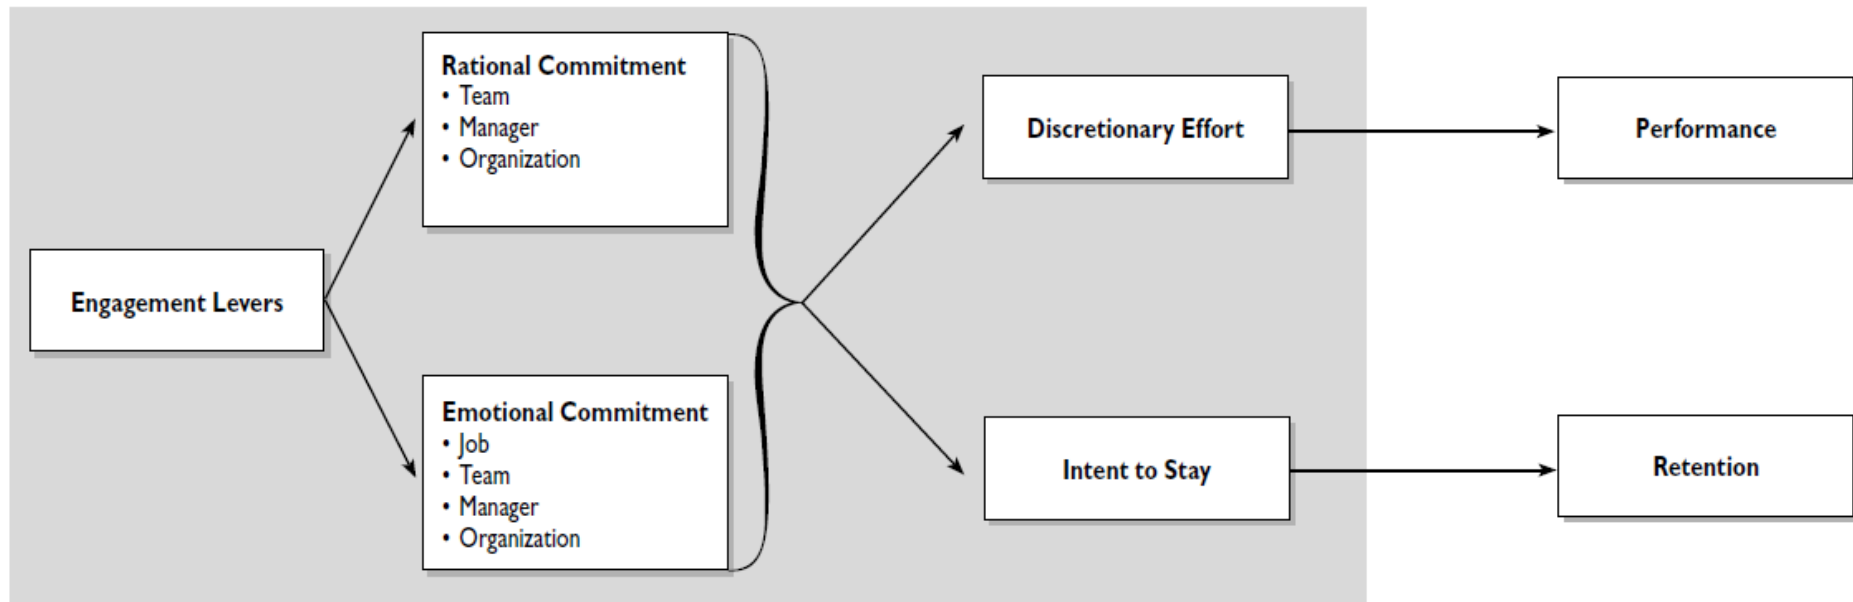 Engagement Levers
Rational Commitment
• Team
• Manager
• Organization
Emotional Commitment
• Job
• Team
• Manager
• Organization
Discretionary Effort
Intent to Stay
Performance
Retention